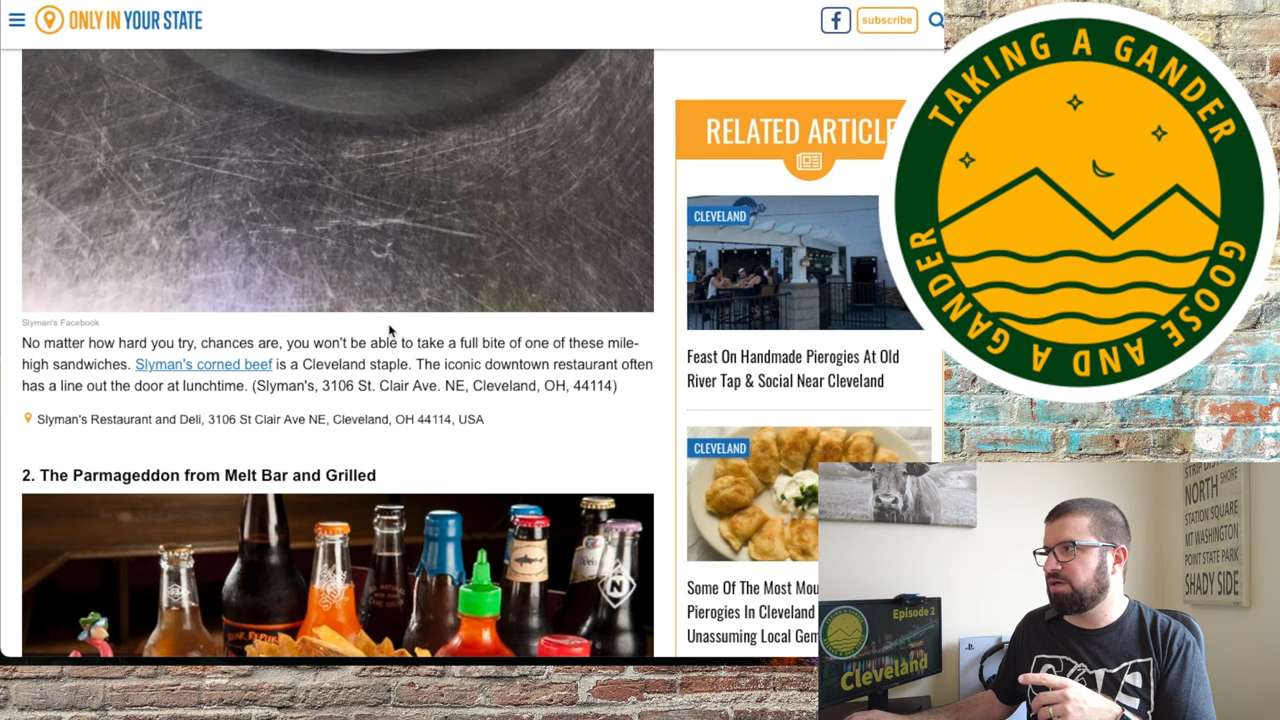 ONLY IN YOUR STATE
f
subscribe
RELATED ARTICLE
CLEVELAND
Feast On Handmade Pierogies At Old
River Tap & Social Near Cleveland
CLEVELAND
Some Of The Most Mou
Pierogies In Cleveland
Unassuming Local Gem
Slyman's Facebook
No matter how hard you try, chances are, you won't be able to take a full bite of one of these mile-
high sandwiches. Slyman's corned beef is a Cleveland staple. The iconic downtown restaurant often
has a line out the door at lunchtime. (Slyman's, 3106 St. Clair Ave. NE, Cleveland, OH, 44114)
Slyman's Restaurant and Deli, 3106 St Clair Ave NE, Cleveland, OH 44114, USA
2. The Parmageddon from Melt Bar and Grilled
N
TAKING A GANDER
GOOSE AND A GANDER
STRIP DIST
NORTH SHORE
STATION SQUARE
MT WASHINGTON
POINT STATE PARK
SHADY SIDE
Episode 2
Cleveland